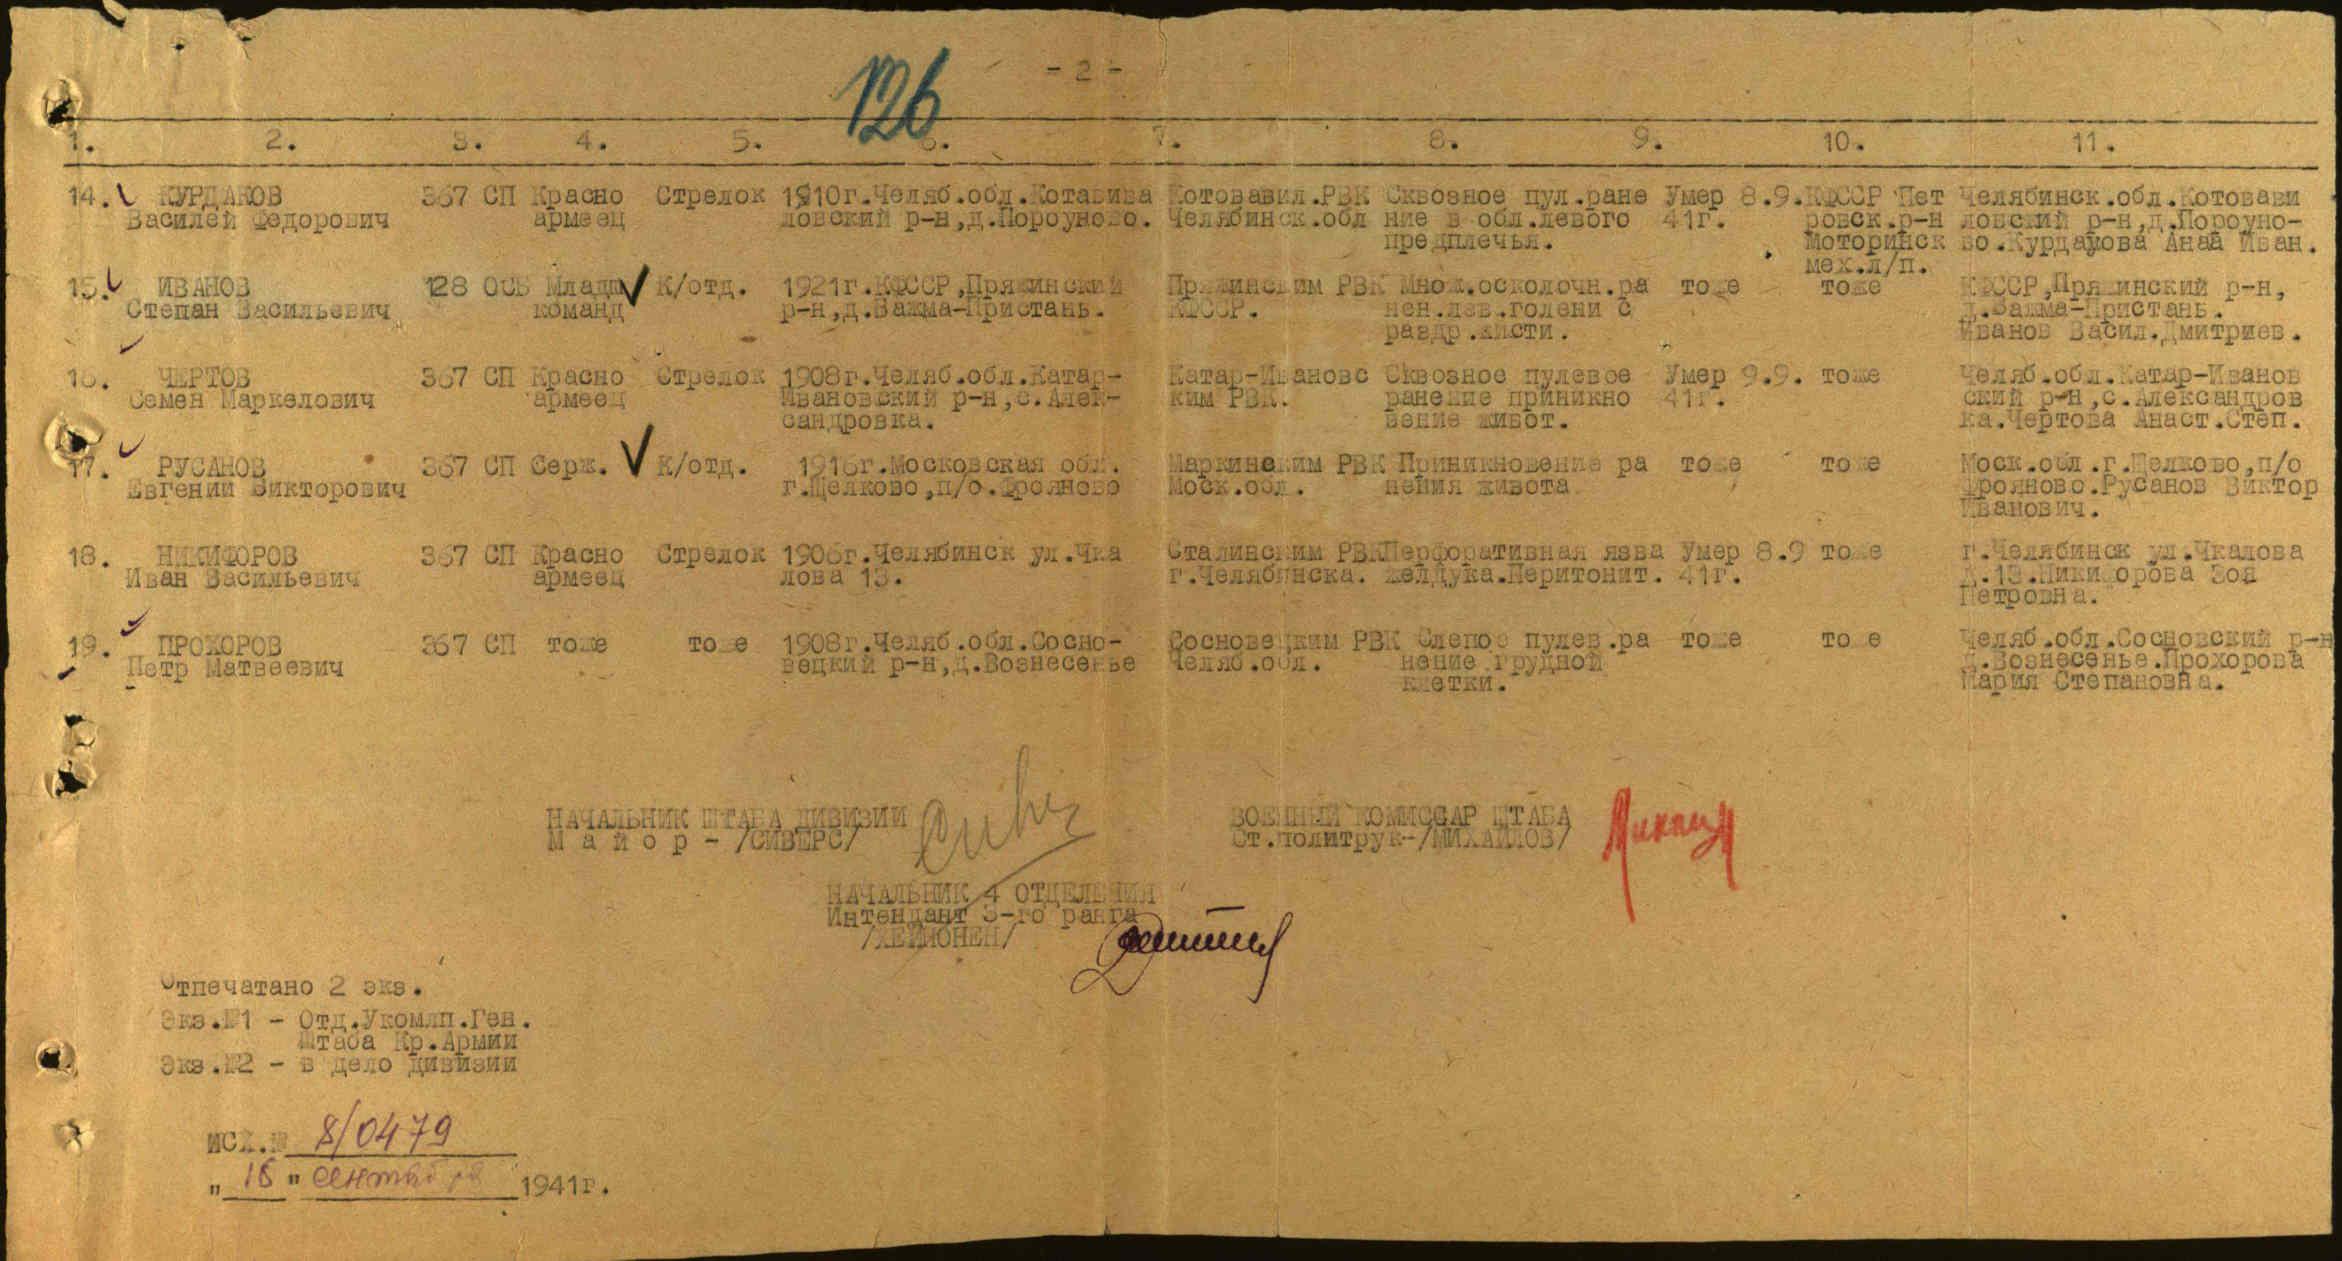 126
- 2 -
1. 2. 3. 4. 5. 6. 7. 8. 9. 10. 11.
14. КУРДАКОВ 367 СП Красно Стрелок 1910г.Челяб.обл.Котавива Котовавил.РВК Сквозное пул.ране Умер 8.9. КФССР Пет Челябинск.обл.Котовави
Василей Федорович армеец ловский р-н,д.Пороуново. Челябинск.обл ние в обл.левого 41г. ровск.р-н ловский р-н,д.Пороуно-
предплечья. Моторинск во.Курдакова Анаа Иван.
мех.л/п.
15. ИВАНОВ 128 ОСБ Младш К/отд. 1921г.КФССР,Пряжинский Пряжинским РВК Множ.осколочн.ра тоже тоже КФССР,Пряжинский р-н,
Степан Васильевич команд р-н,д.Важма-Пристань. КФССР. нен.лев.голени с д.Важма-Пристань.
раздр.кисти. Иванов Васил.Дмитриев.
16. ЧЕРТОВ 367 СП Красно Стрелок 1908г.Челяб.обл.Катар- Катар-Ивановс Сквозное пулевое Умер 9.9. тоже Челяб.обл.Катар-Иванов
Семен Маркелович армеец Ивановский р-н,с.Алек- ким РВК. ранение приникно 41г. ский р-н,с.Александров
сандровка. вение живот. ка.Чертова Анаст.Степ.
17. РУСАНОВ 367 СП Серж. К/отд. 1916г.Московская обл. Маркинским РВК Приникновение ра тоже тоже Моск.обл.г.Щелково,п/о
Евгений Викторович г.Щелково,п/о.Фрояново Моск.обл. нения живота Фрояново.Русанов Виктор
Иванович.
18. НИКИФОРОВ 367 СП Красно Стрелок 1906г.Челябинск ул.Чка Сталинским РВК Перфоративная язва Умер 8.9 тоже г.Челябинск ул.Чкалова
Иван Васильевич армеец лова 13. г.Челябинска. желдука.Перитонит. 41г. д.13.Никифорова Зоя
Петровна.
19. ПРОХОРОВ 367 СП тоже тоже 1908г.Челяб.обл.Сосно- Сосновецким РВК Слепое пулев.ра тоже тоже Челяб.обл.Сосновский р-н
Петр Матвеевич вецкий р-н,д.Вознесенье Челяб.обл. нение грудной д.Вознесенье.Прохорова
клетки. Мария Степановна.
НАЧАЛЬНИК ШТАБА ДИВИЗИИ ВОЕННЫЙ КОМИССАР ШТАБА
М а й о р - /СИВЕРС/ Ст.политрук-/МИХАЙЛОВ/
НАЧАЛЬНИК 4 ОТДЕЛЕНИЯ
Интендант 3-го ранга
/ХЕЙМОНЕН/
Отпечатано 2 экз.
Экз.№1 - Отд.Укомлп.Ген.
Штаба Кр.Армии
Экз.№2 - в дело дивизии
ИСХ.№ 8/0479
" 16 " сентября 1941г.